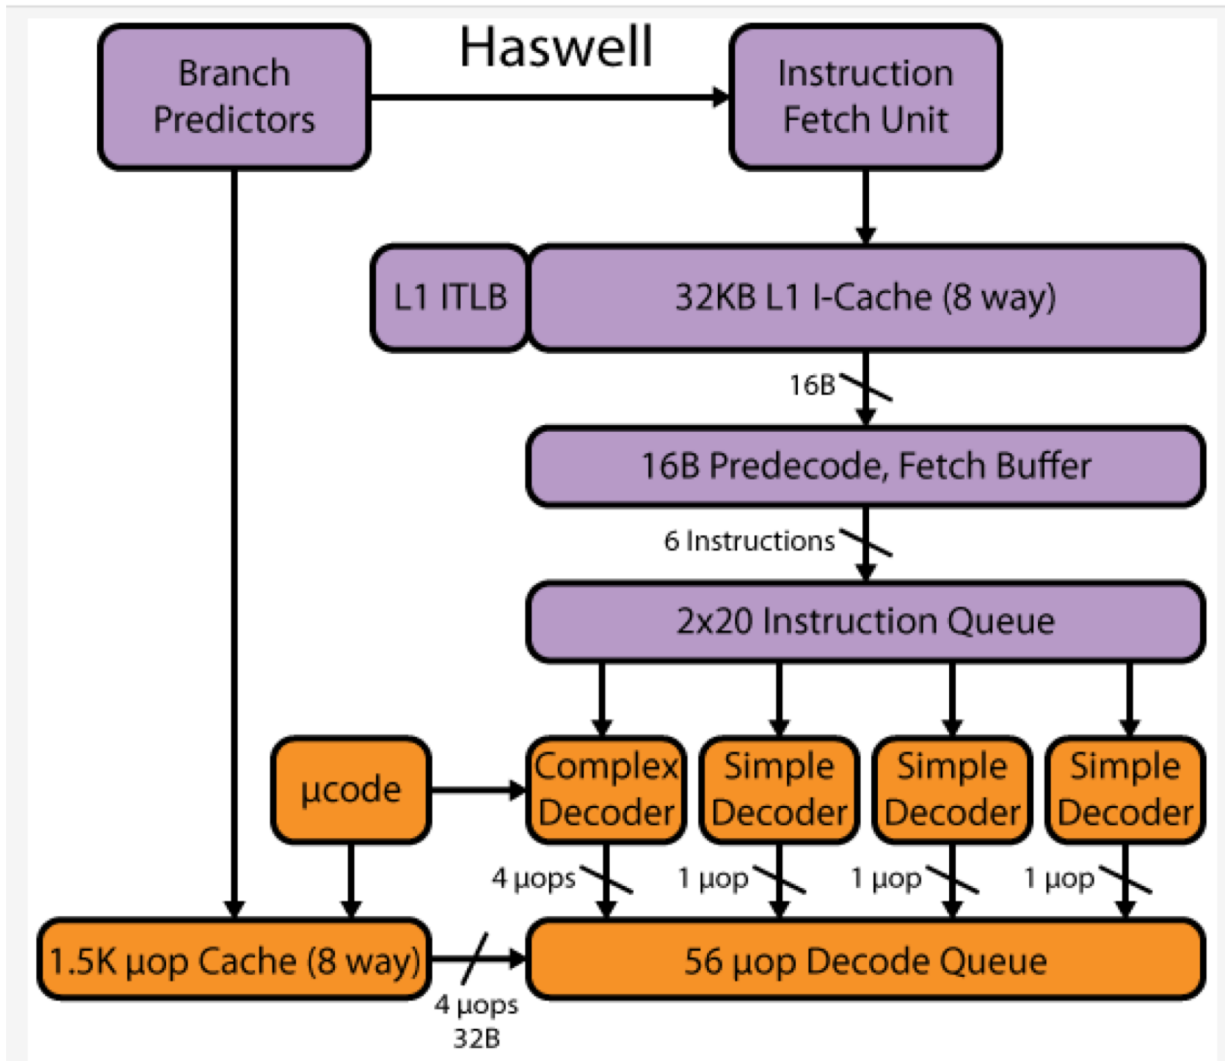 Haswell
Branch
Predictors
Instruction
Fetch Unit
L1 ITLB
32KB L1 I-Cache (8 way)
16B
16B Predecode, Fetch Buffer
6 Instructions
2x20 Instruction Queue
µcode
Complex
Decoder
Simple
Decoder
Simple
Decoder
Simple
Decoder
4 µops
1 µop
1 µop
1 µop
1.5K µop Cache (8 way)
4 µops
32B
56 µop Decode Queue